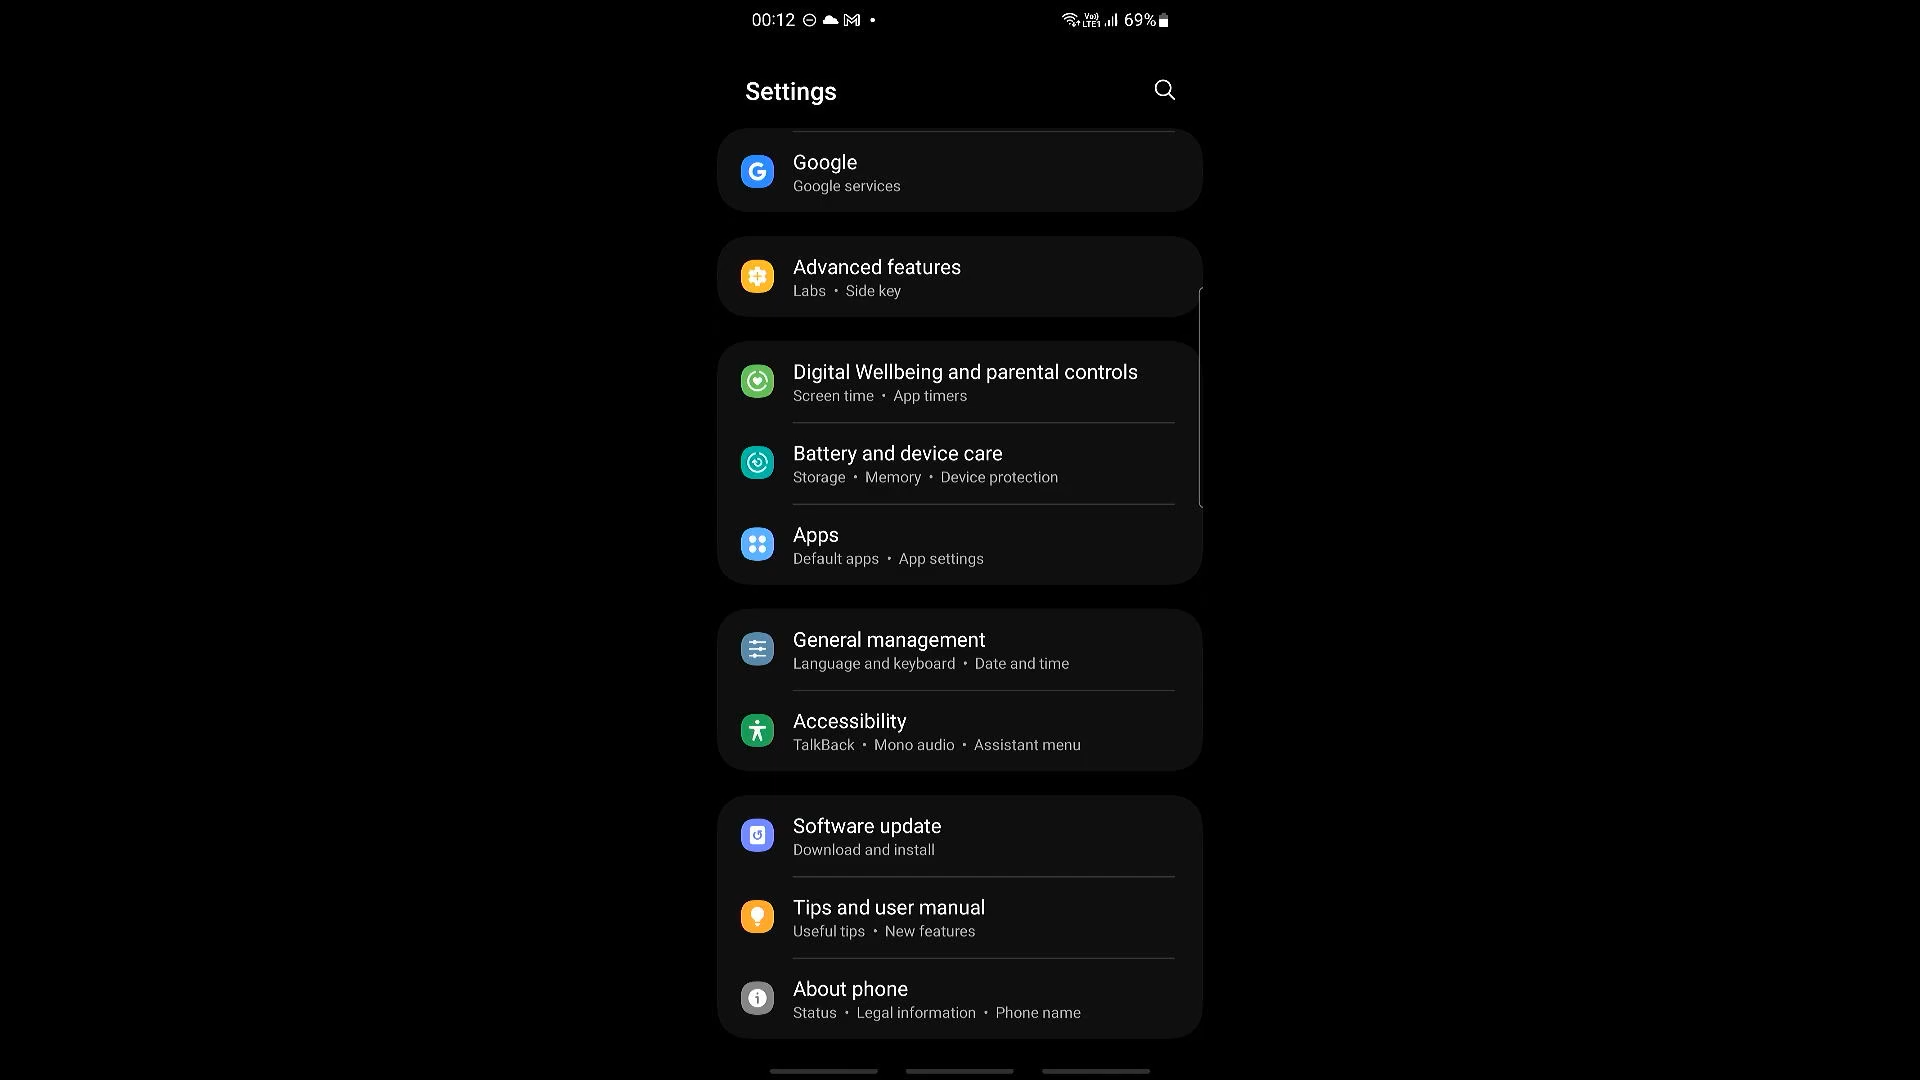 00:12 69%
Settings
Google
Google services
Advanced features
Labs • Side key
Digital Wellbeing and parental controls
Screen time • App timers
Battery and device care
Storage • Memory • Device protection
Apps
Default apps • App settings
General management
Language and keyboard • Date and time
Accessibility
TalkBack • Mono audio • Assistant menu
Software update
Download and install
Tips and user manual
Useful tips • New features
About phone
Status • Legal information • Phone name